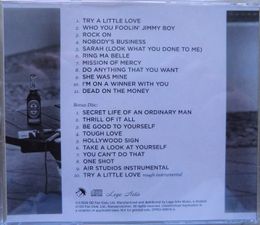 1. TRY A LITTLE LOVE
2. WHO YOU FOOLIN' JIMMY BOY
3. ROCK ON
4. NOBODY'S BUSINESS
5. SARAH (LOOK WHAT YOU DONE TO ME)
6. RING MA BELLE
7. MISSION OF MERCY
8. DO ANYTHING THAT YOU WANT
9. SHE WAS MINE
10. I'M ON A WINNER WITH YOU
11. DEAD ON THE MONEY
Bonus Disc:
1. SECRET LIFE OF AN ORDINARY MAN
2. THRILL OF IT ALL
3. BE GOOD TO YOURSELF
4. TOUGH LOVE
5. HOLLYWOOD SIGN
6. TAKE A LOOK AT YOURSELF
7. YOU CAN'T DO THAT
8. ONE SHOT
9. AIR STUDIOS INSTRUMENTAL
10. TRY A LITTLE LOVE rough instrumental